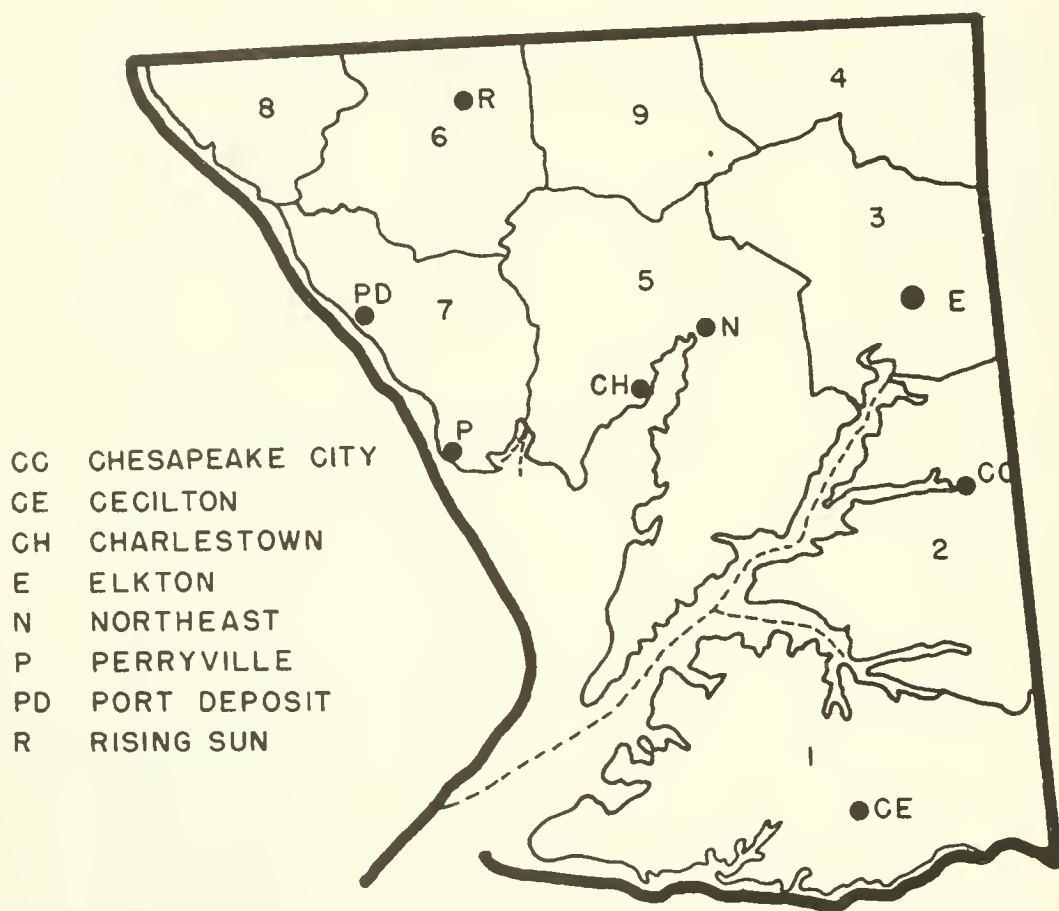 8
6
R
9
4
3
PD
7
5
E
N
CH
P
CC
2
1
CE
CC CHESAPEAKE CITY
CE CECILTON
CH CHARLESTOWN
E ELKTON
N NORTHEAST
P PERRYVILLE
PD PORT DEPOSIT
R RISING SUN